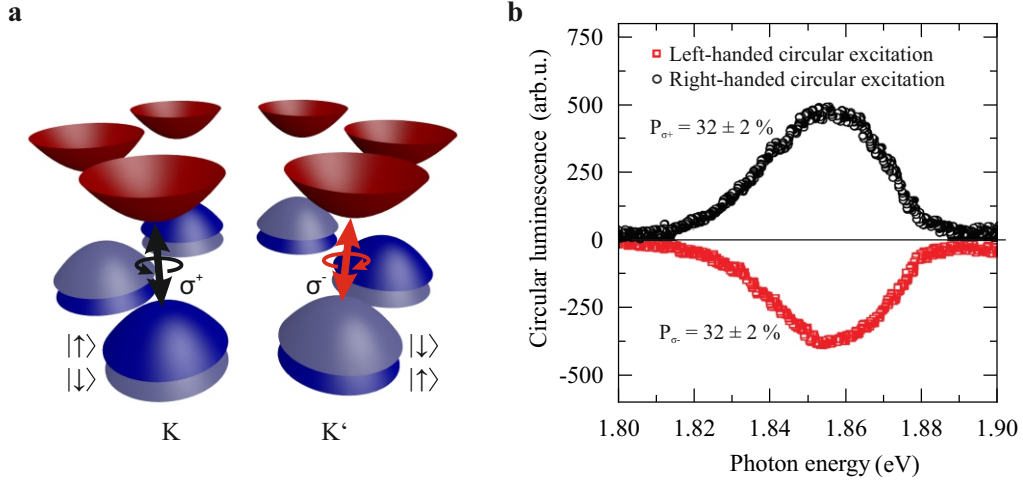 a
σ+
σ-
|↑⟩
|↓⟩
|↓⟩
|↑⟩
K
K‘
b
Circular luminescence (arb.u.)
750
500
250
0
-250
-500
Left-handed circular excitation
Right-handed circular excitation
Pσ+ = 32 ± 2 %
Pσ- = 32 ± 2 %
1.80 1.82 1.84 1.86 1.88 1.90
Photon energy (eV)